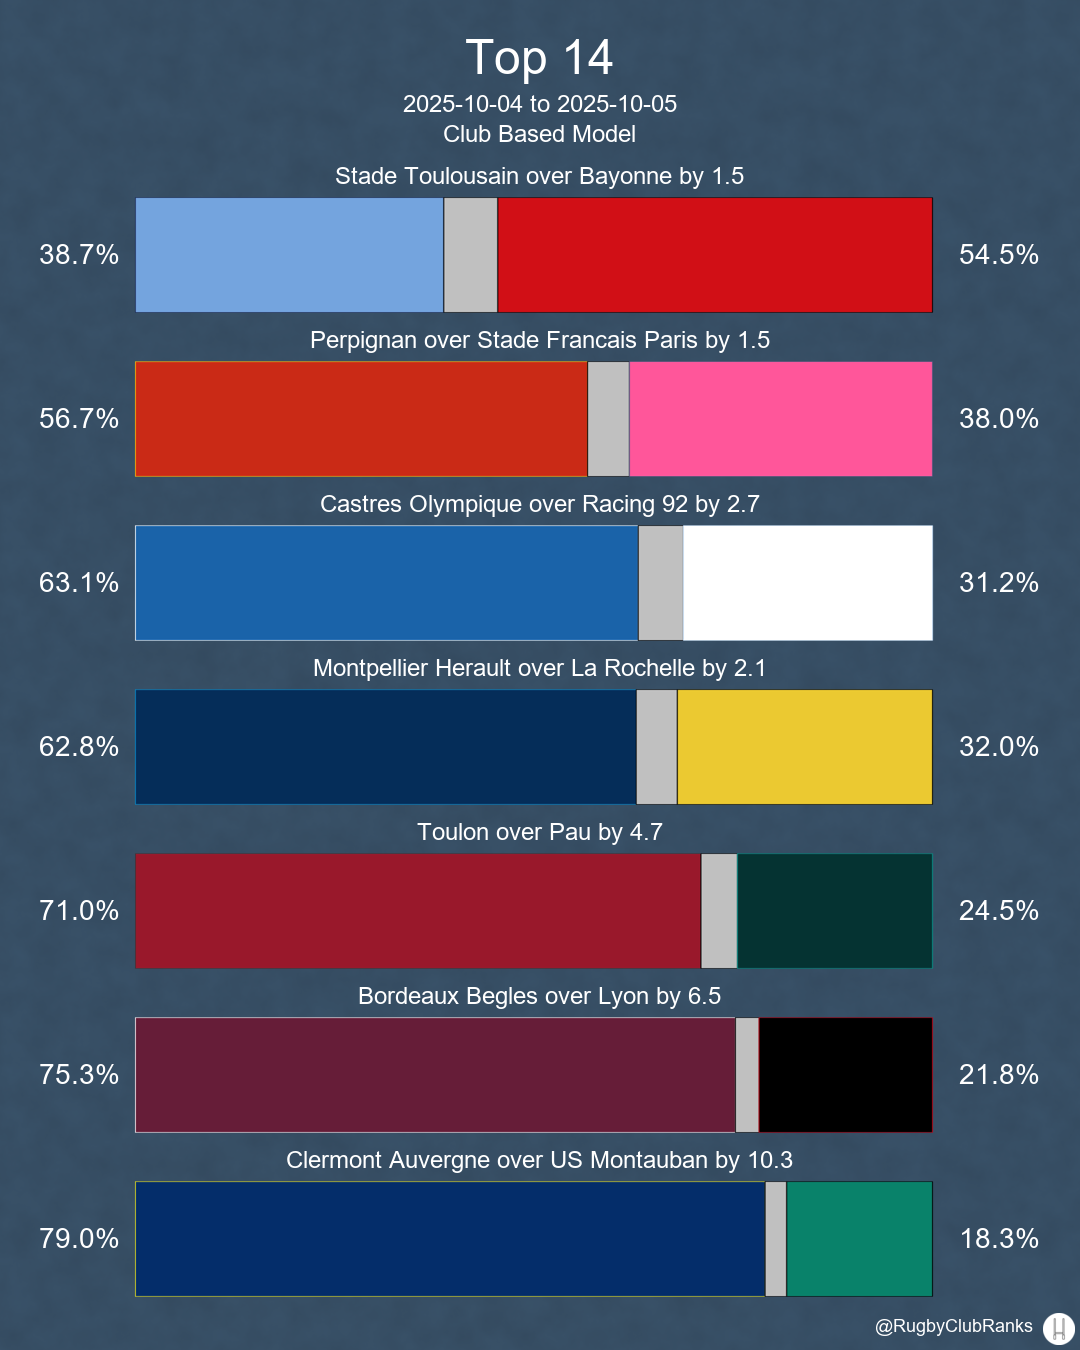 Top 14
2025-10-04 to 2025-10-05
Club Based Model
Stade Toulousain over Bayonne by 1.5
38.7% 54.5%
Perpignan over Stade Francais Paris by 1.5
56.7% 38.0%
Castres Olympique over Racing 92 by 2.7
63.1% 31.2%
Montpellier Herault over La Rochelle by 2.1
62.8% 32.0%
Toulon over Pau by 4.7
71.0% 24.5%
Bordeaux Begles over Lyon by 6.5
75.3% 21.8%
Clermont Auvergne over US Montauban by 10.3
79.0% 18.3%
@RugbyClubRanks